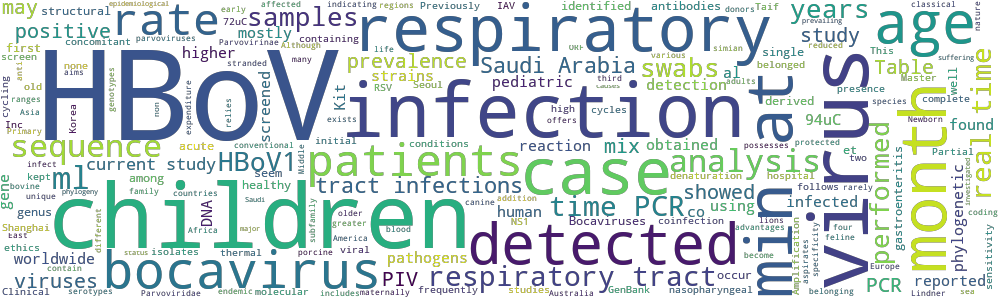 may
structural
72uC
early
affected
indicating
epidemiological
regions
Previously
IAV
donors
Taif
classical
nature
positive
rate
samples
mostly
containing
respiratory
identified
antibodies
various
simian
years
prevailing
reduced
age
first
concomitant
parvoviruses
Although
Parvovirinae
higher
prevalence
Saudi Arabia
swabs
ORF
single
study
This
Master
suffering
screen
anti
aims
genotypes
stranded
many
life
RSV
strains
pediatric
al
detection
belonged
adults
Table
real time
cycling
old
ranges
Asia
Inc
Primary
Korea
non
expenditure
relies
screened
HBoV
Kit
exists
Seoul
infection
third
causes
high
offers
cycles
derived
presence
species
complete
well
min
at
virus
94uC
month
Newborn
found
sequence
acute
conventional
initial
conditions
reaction
possesses
mix
obtained
protected
et
two
Partial
investigated
phylogeny
gene
kept
infect
bovine
unique
current study
HBoV1
seem
healthy
among
family
Middle
patients
case
analysis
denaturation
hospital
performed
gastroenteritis
phylogenetic
ml
tract infections
showed
follows
rarely
Shanghai
genus
East
ethics
worldwide
viruses
different
children
DNA
countries
Saudi
Africa
major
isolates
status
subfamily
older
greater
America
blood
canine
addition
NS1
human
time PCR
co
using
infected
lions
advantages
become
four
feline
Bocaviruses
coinfection
detected
Amplification
aspirates
specificity
Europe
belonging
PCR
reported
coding
sensitivity
Lindner
sea
contain
Clinical
serotypes
Parvoviridae
bocavirus
thermal
endemic
molecular
porcine
viral
includes
maternally
pathogens
PIV
respiratory tract
frequently
studies
Australia
occur
GenBank
nasopharyngeal